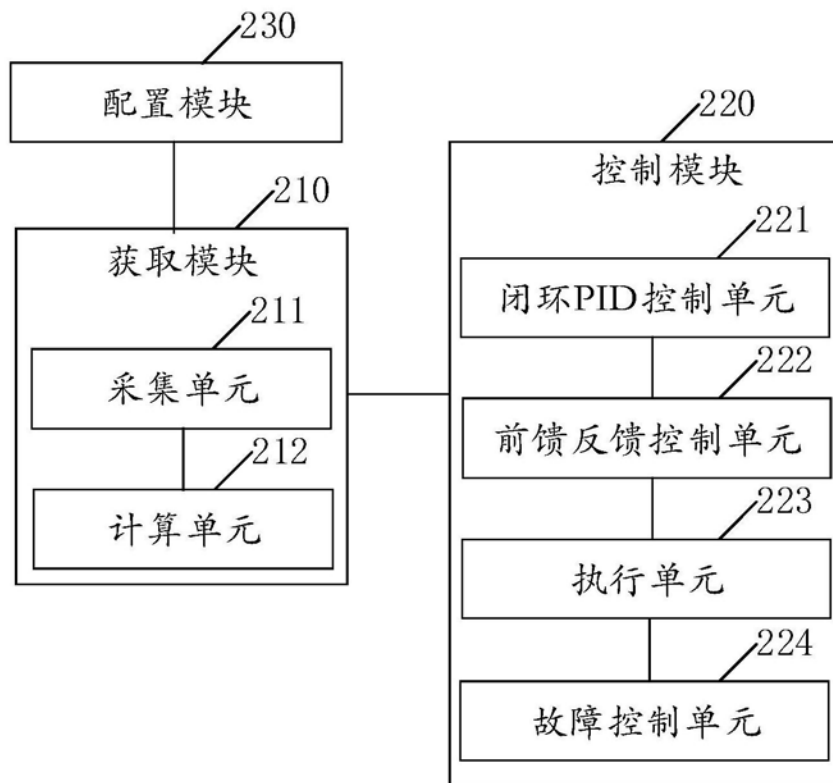 230
配置模块
210
获取模块
211
采集单元
212
计算单元
220
控制模块
221
闭环PID控制单元
222
前馈反馈控制单元
223
执行单元
224
故障控制单元